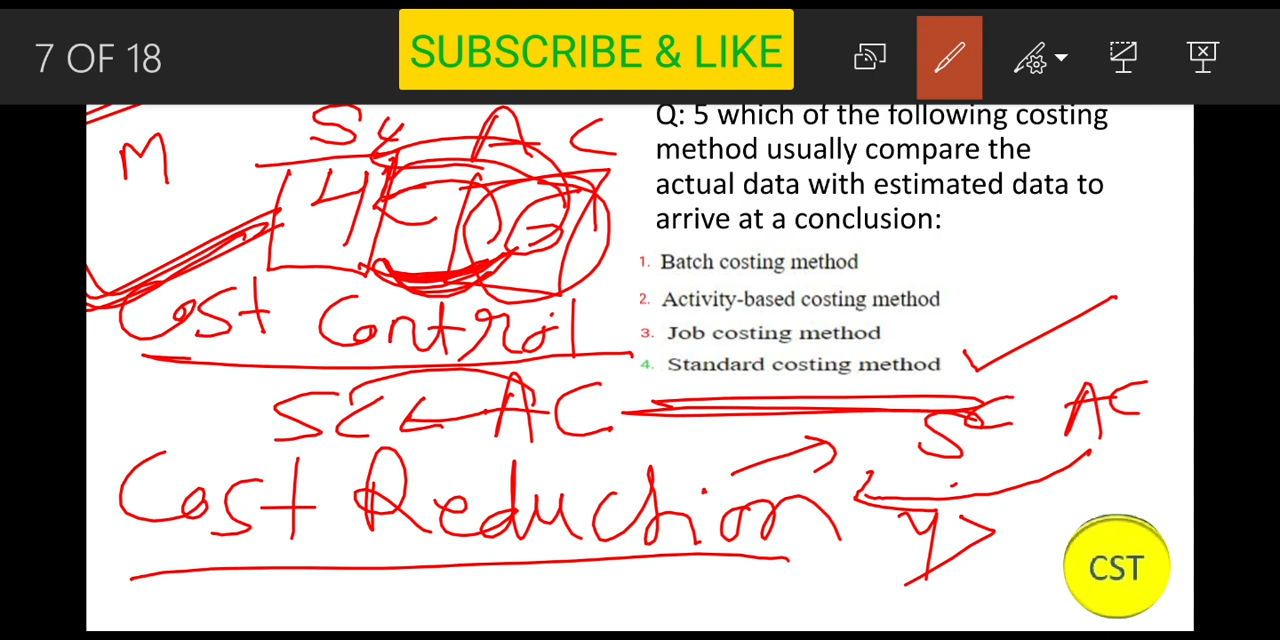 7 OF 18
SUBSCRIBE & LIKE
M
SC A C
Q: 5 which of the following costing
method usually compare the
actual data with estimated data to
arrive at a conclusion:
1. Batch costing method
2. Activity-based costing method
3. Job costing method
4. Standard costing method
Cost Control
SC AC
SC AC
Cost Reduction
CST